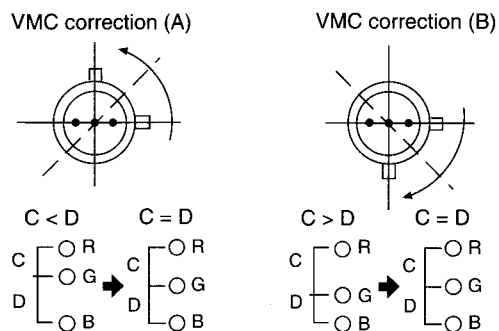 VMC correction (A)
VMC correction (B)
C < D
C = D
C > D
C = D
C
D
R
G
B
C
D
R
G
B
C
D
R
G
B
C
D
R
G
B